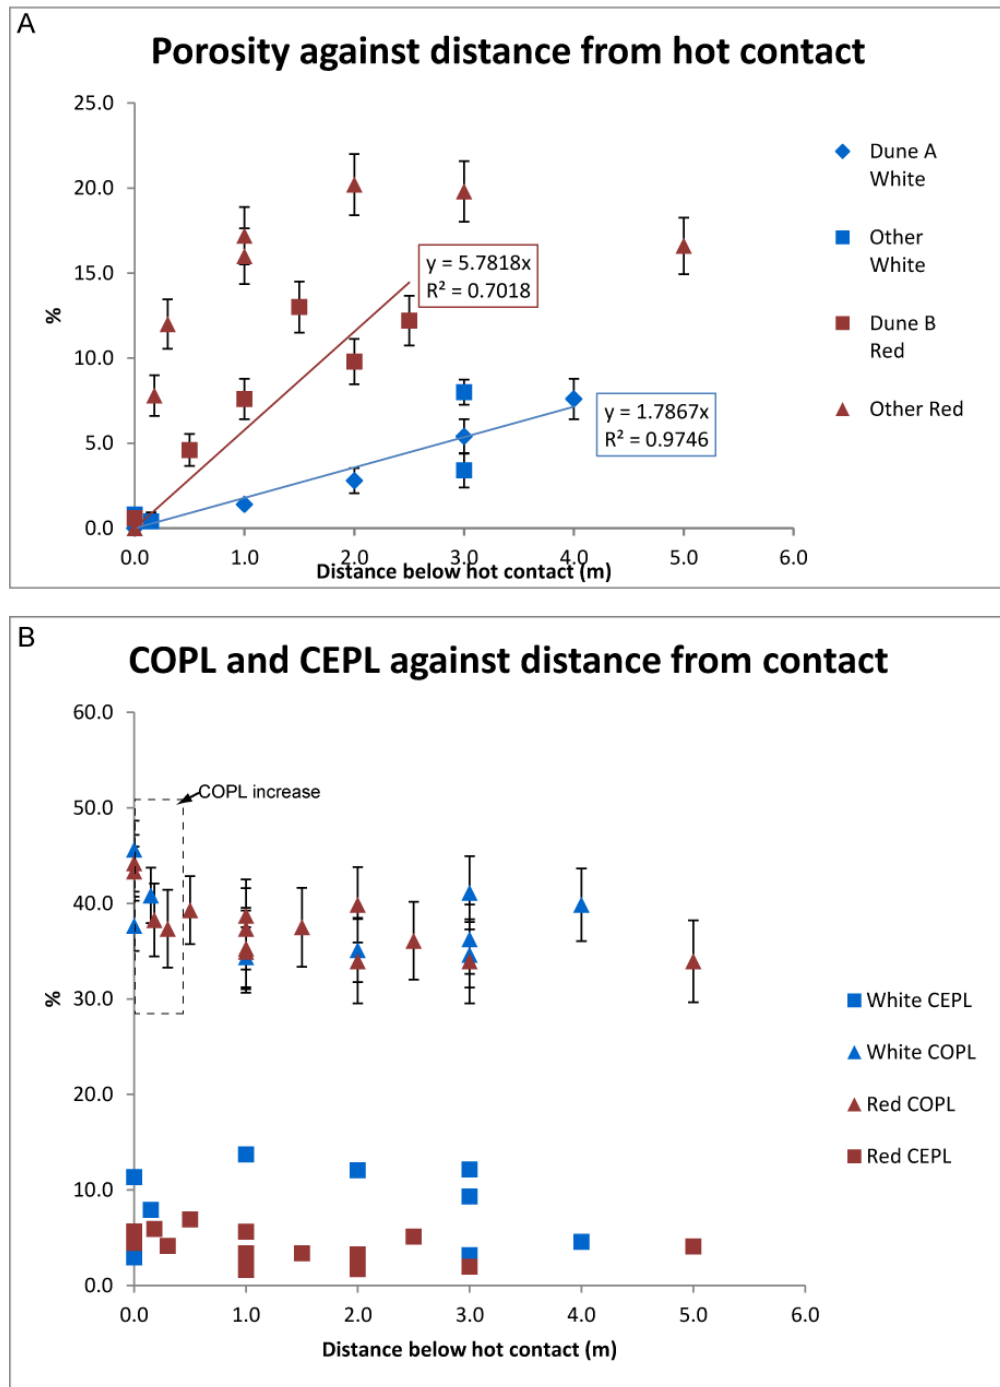 A
Porosity against distance from hot contact
25.0
20.0
15.0
10.0
5.0
0.0
%
0.0 1.0 2.0 3.0 4.0 5.0 6.0
Distance below hot contact (m)
y = 5.7818x
R² = 0.7018
y = 1.7867x
R² = 0.9746
Dune A
White
Other
White
Dune B
Red
Other Red
B
COPL and CEPL against distance from contact
60.0
50.0
40.0
30.0
20.0
10.0
0.0
%
COPL increase
0.0 1.0 2.0 3.0 4.0 5.0 6.0
Distance below hot contact (m)
White CEPL
White COPL
Red COPL
Red CEPL